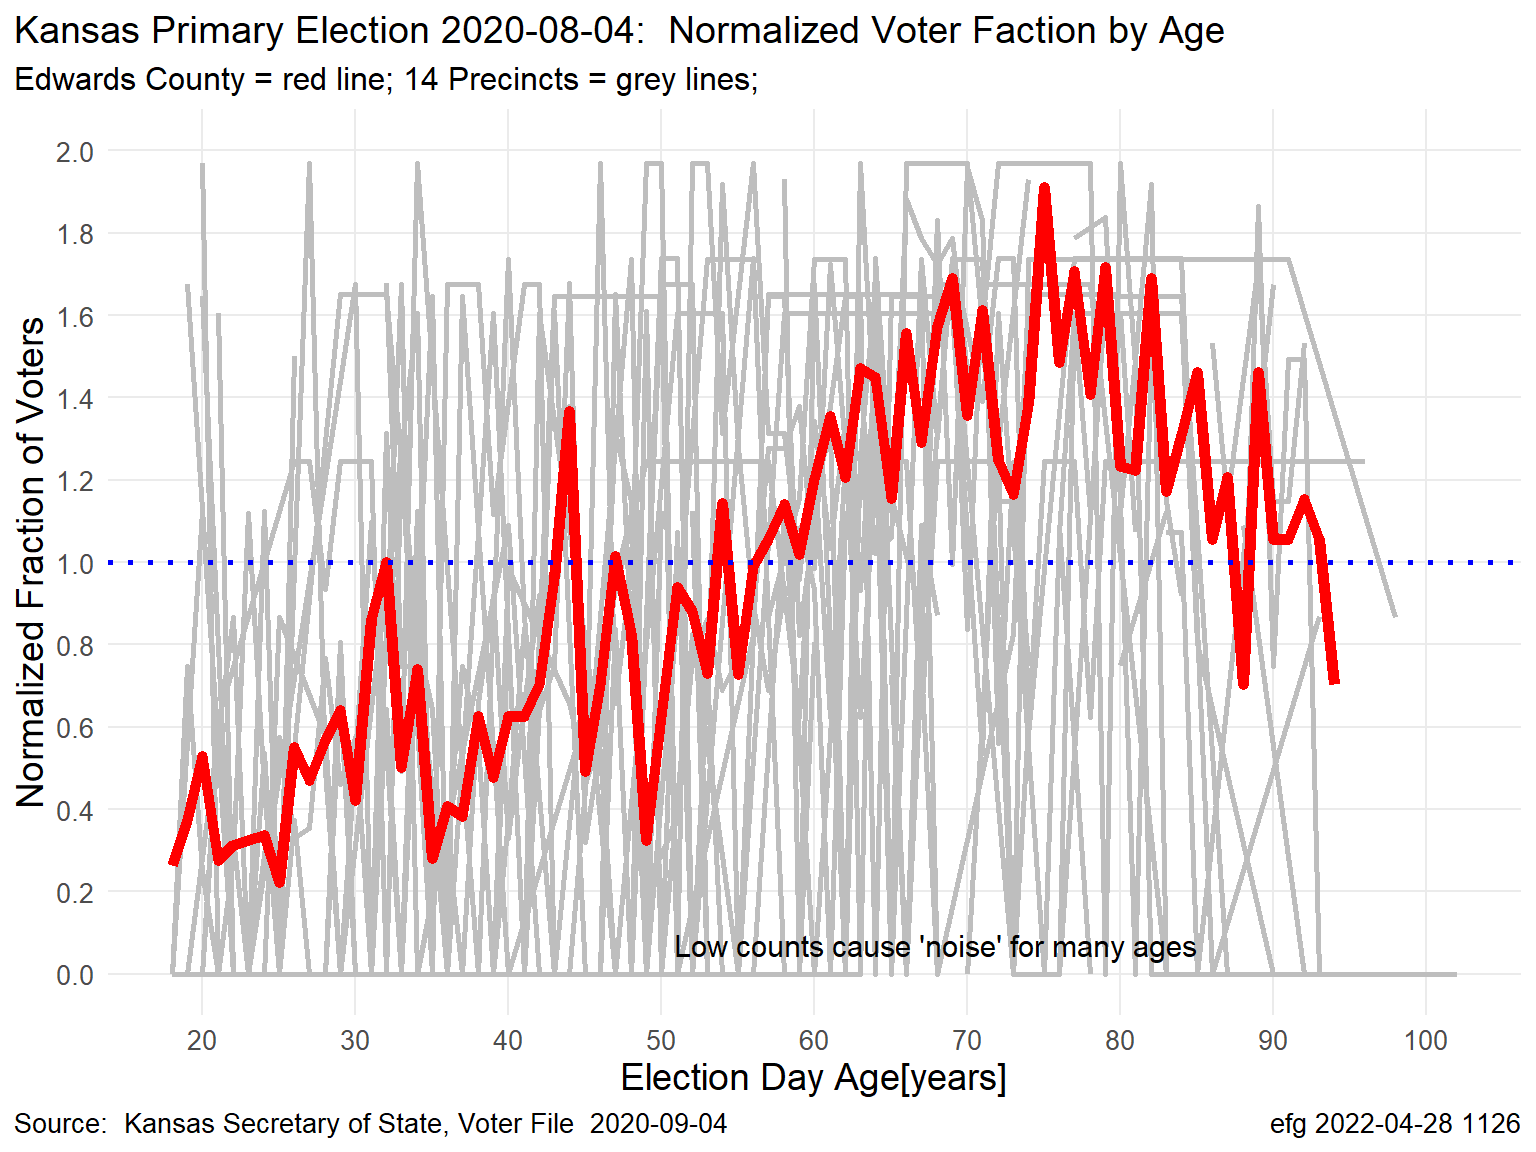 Kansas Primary Election 2020-08-04:  Normalized Voter Faction by Age
Edwards County = red line; 14 Precincts = grey lines;
Normalized Fraction of Voters
2.0
1.8
1.6
1.4
1.2
1.0
0.8
0.6
0.4
0.2
0.0
Low counts cause 'noise' for many ages
20 30 40 50 60 70 80 90 100
Election Day Age[years]
Source:  Kansas Secretary of State, Voter File  2020-09-04
efg 2022-04-28 1126